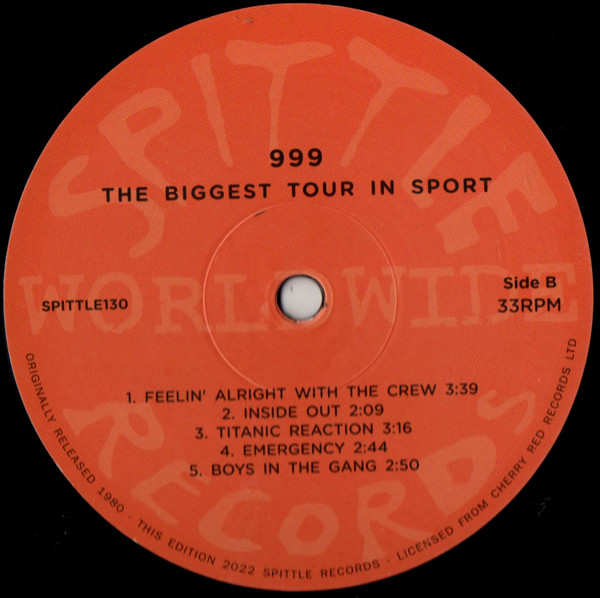 SPITTLE
999
THE BIGGEST TOUR IN SPORT
WORLDWIDE
SPITTLE130
Side B
33RPM
1. FEELIN' ALRIGHT WITH THE CREW 3:39
2. INSIDE OUT 2:09
3. TITANIC REACTION 3:16
4. EMERGENCY 2:44
5. BOYS IN THE GANG 2:50
RECORDS
ORIGINALLY RELEASED 1980 - THIS EDITION 2022 SPITTLE RECORDS - LICENSED FROM CHERRY RED RECORDS LTD